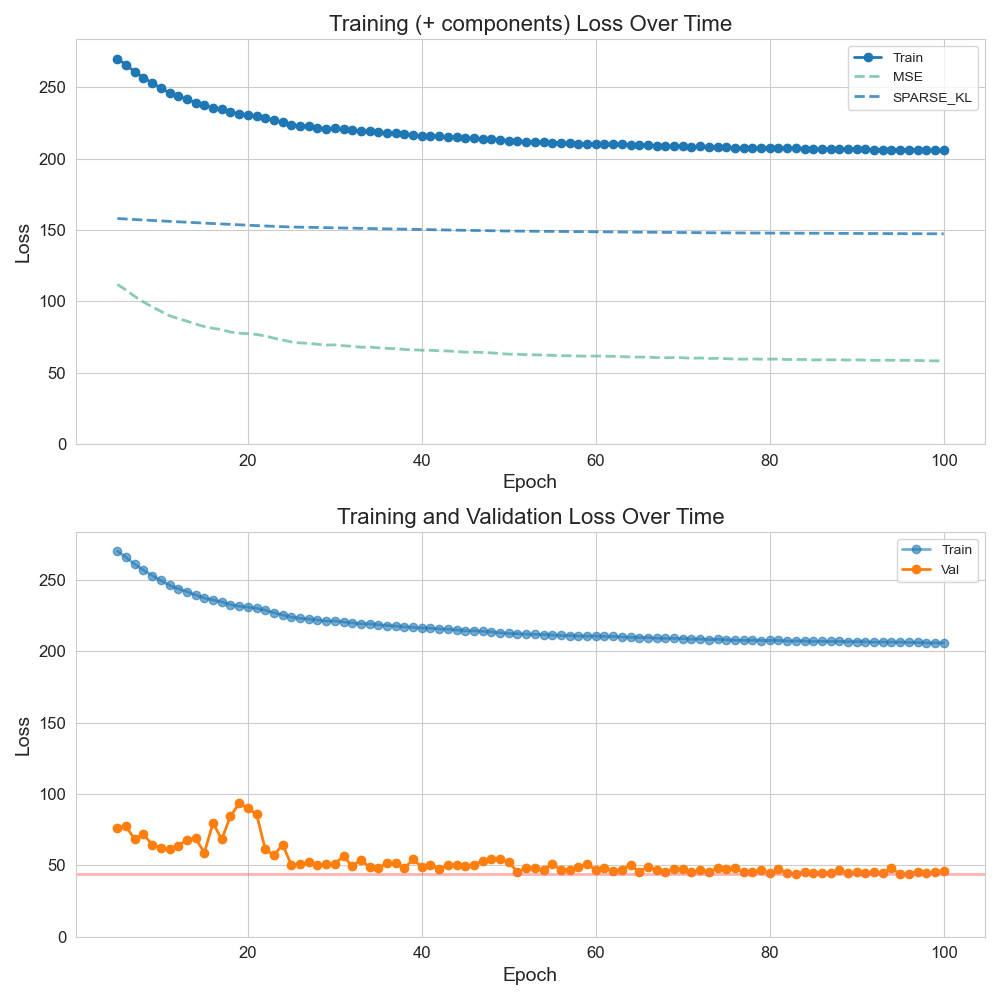 Training (+ components) Loss Over Time
Train
MSE
SPARSE_KL
250
200
150
100
50
0
Loss
20 40 60 80 100
Epoch
Training and Validation Loss Over Time
Train
Val
250
200
150
100
50
0
Loss
20 40 60 80 100
Epoch